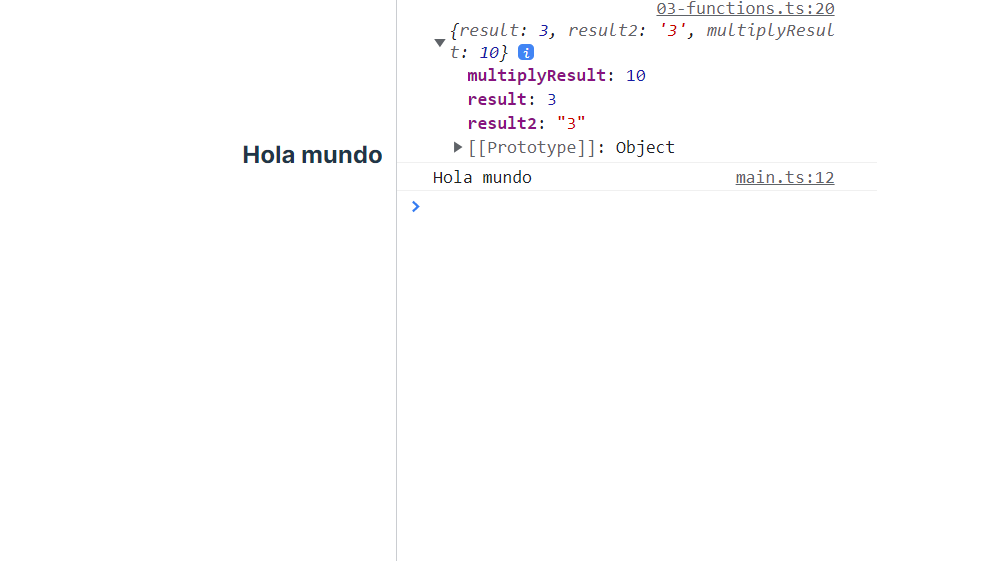 03-functions.ts:20
{result: 3, result2: '3', multiplyResul
t: 10} i
multiplyResult: 10
result: 3
result2: "3"
[[Prototype]]: Object
Hola mundo
Hola mundo main.ts:12